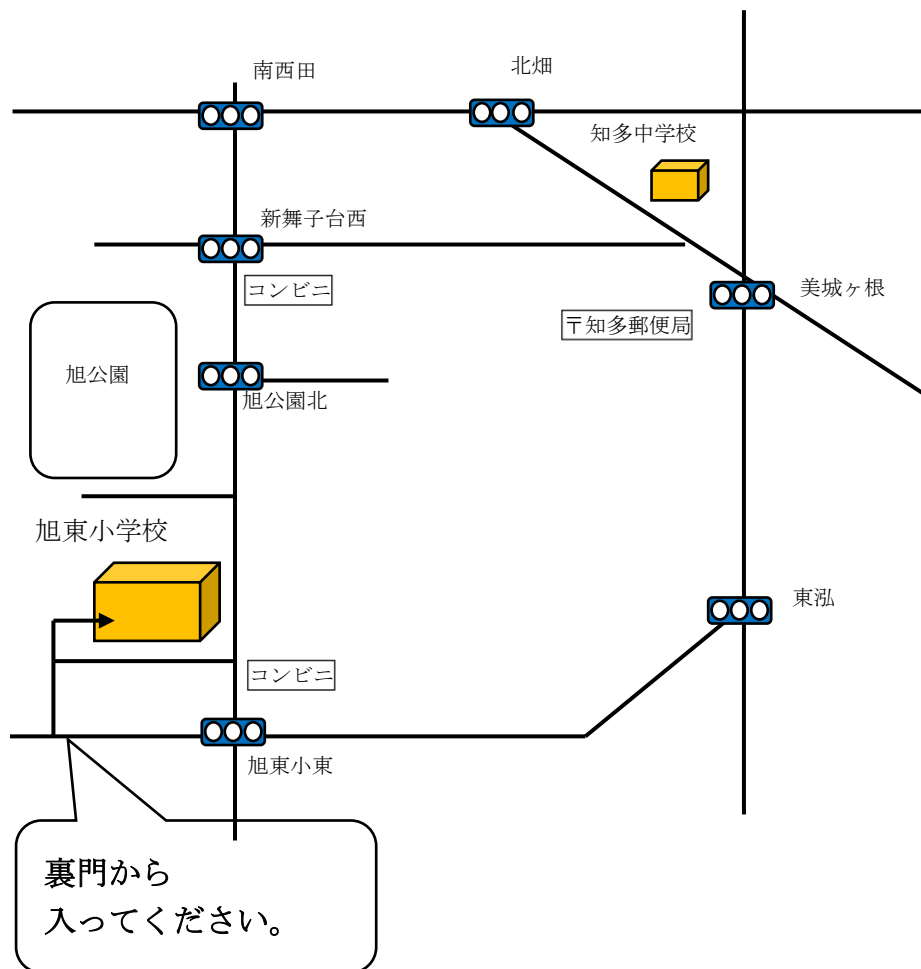 南西田
北畑
知多中学校
新舞子台西
コンビニ
美城ヶ根
〒知多郵便局
旭公園
旭公園北
旭東小学校
東泓
コンビニ
旭東小東
裏門から
入ってください。